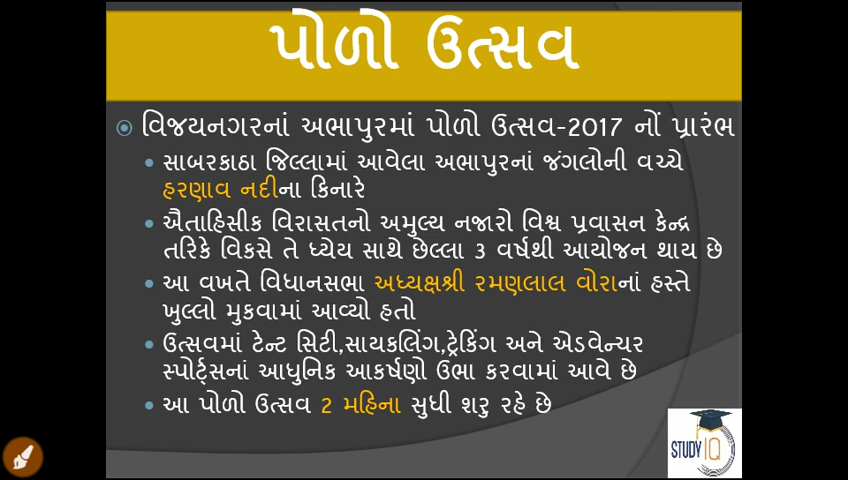 પોળો ઉત્સવ
વિજયનગરનાં અભાપુરમાં પોળો ઉત્સવ-2017 નોં પ્રારંભ
સાબરકાઠા જિલ્લામાં આવેલા અભાપુરનાં જંગલોની વચ્ચે
હરણાવ નદીના કિનારે
ઐતાહિસીક વિરાસતનો અમુલ્ય નજારો વિશ્વ પ્રવાસન કેન્દ્ર
તરિકે વિકસે તે ધ્યેય સાથે છેલ્લા 3 વર્ષથી આયોજન થાય છે
આ વખતે વિધાનસભા અધ્યક્ષશ્રી રમણલાલ વોરાનાં હસ્તે
ખુલ્લો મુકવામાં આવ્યો હતો
ઉત્સવમાં ટેન્ટ સિટી,સાયકલિંગ,ટ્રેકિંગ અને એડવેન્ચર
સ્પોર્ટ્સનાં આધુનિક આકર્ષણો ઉભા કરવામાં આવે છે
આ પોળો ઉત્સવ 2 મહિના સુધી શરુ રહે છે
STUDY IQ